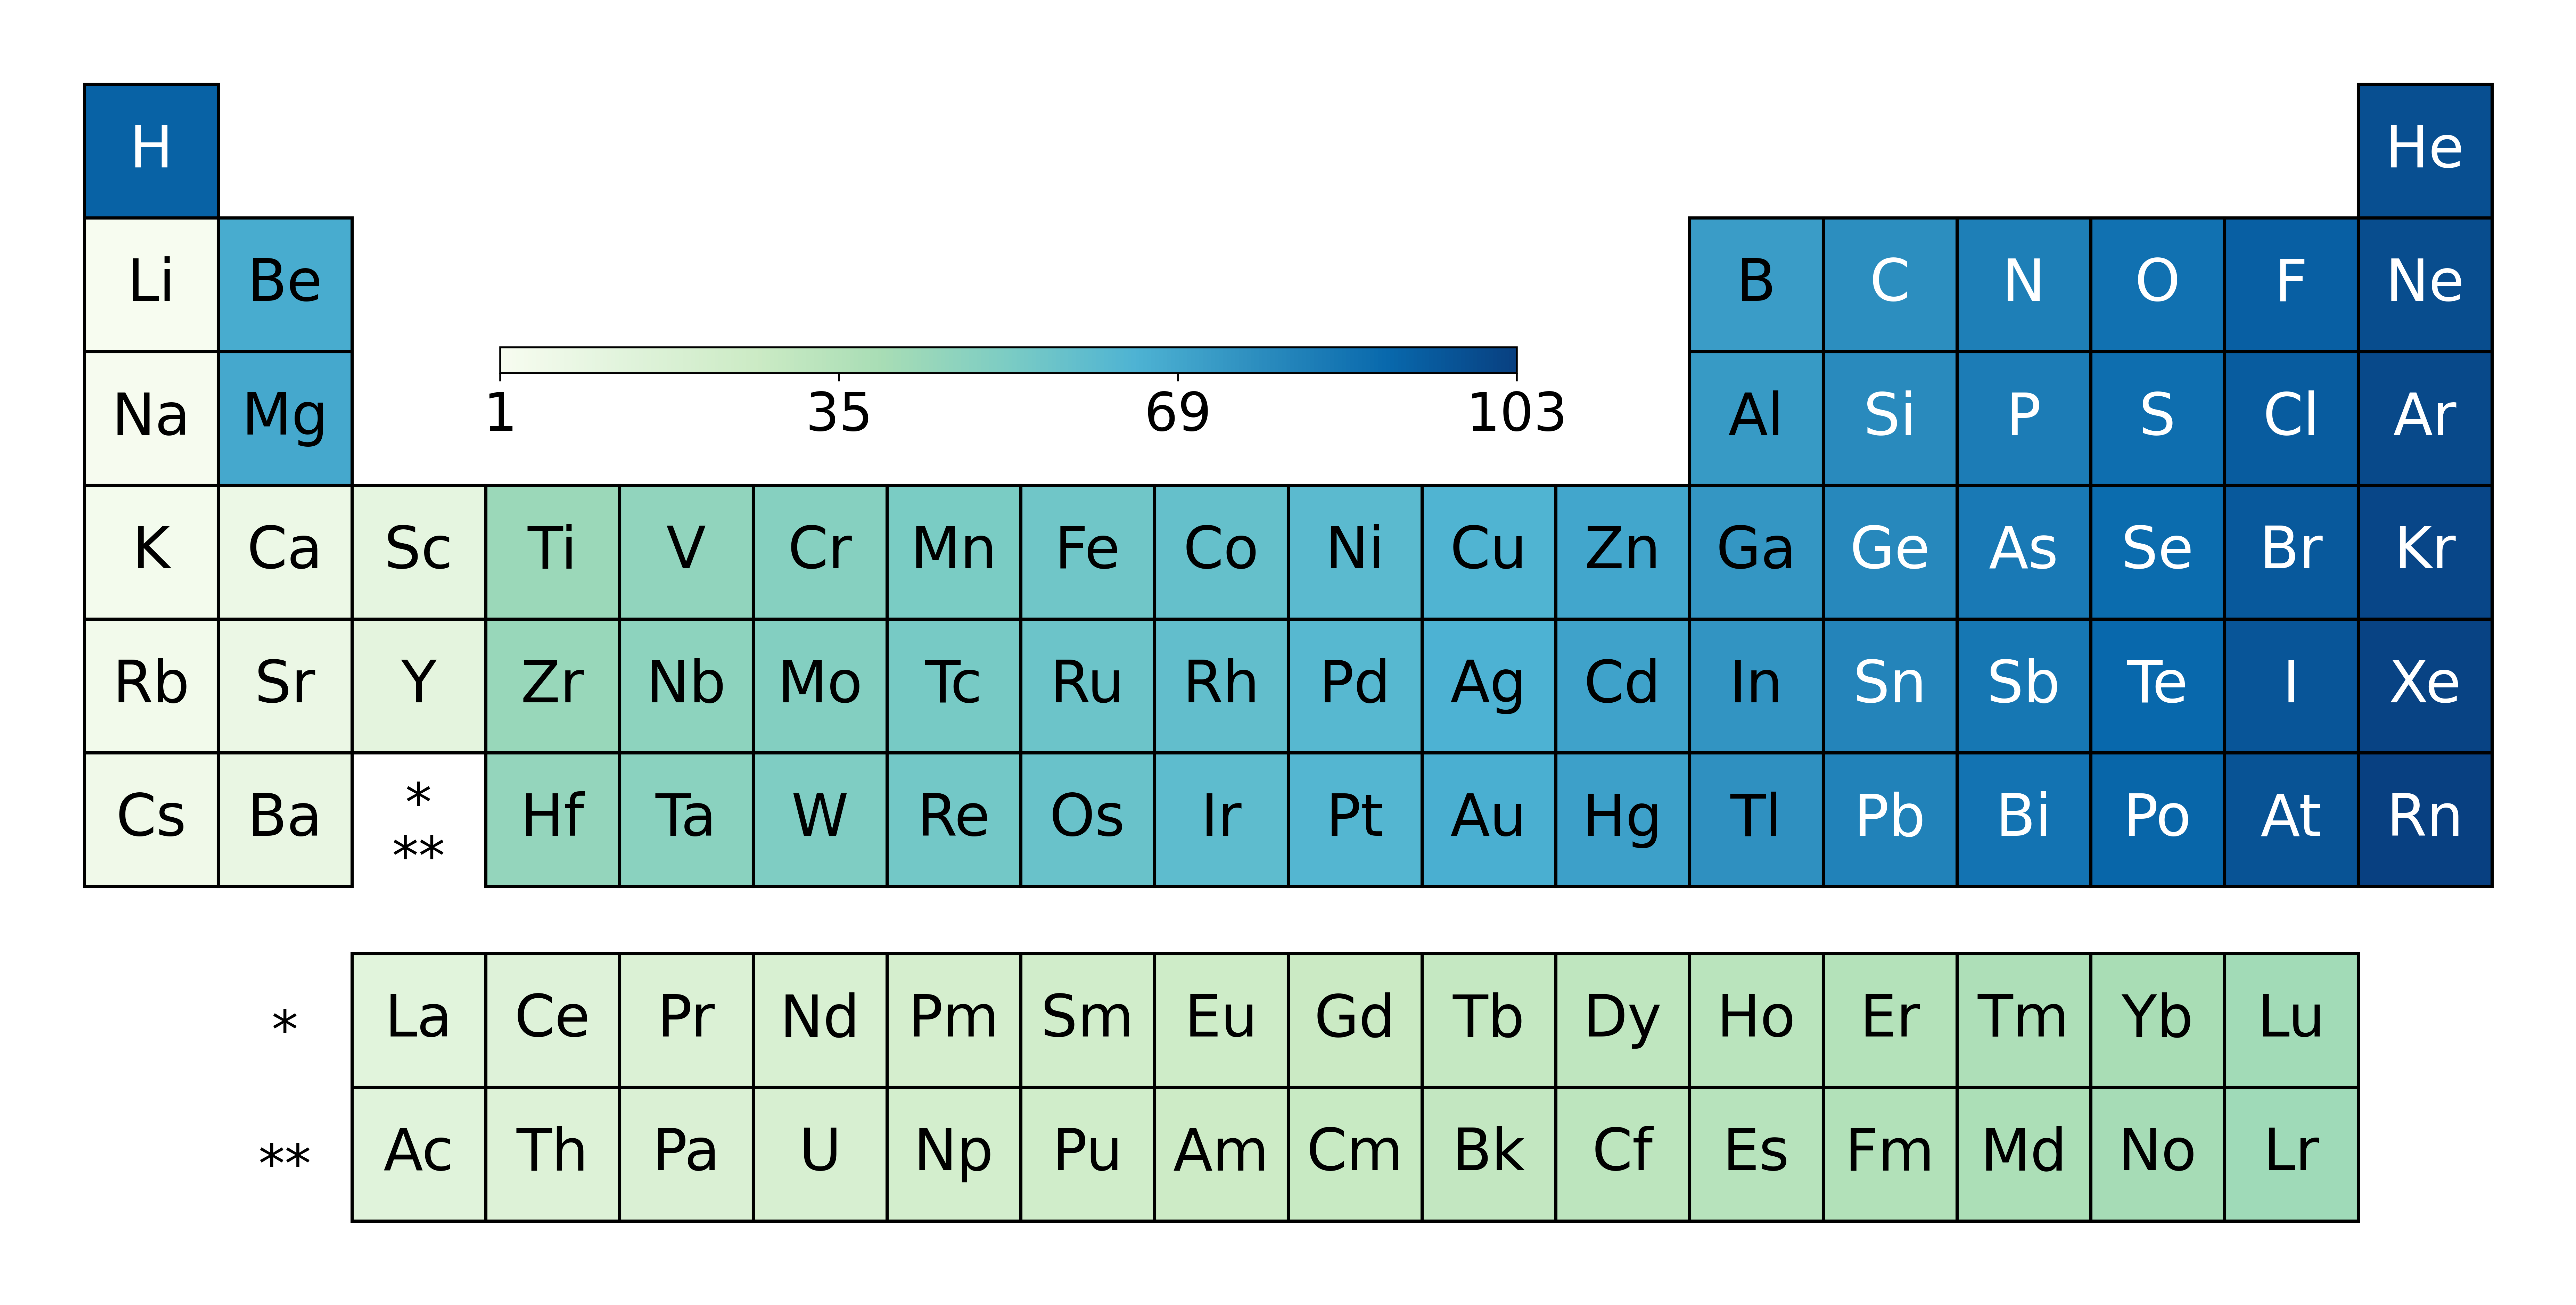 H He
Li Be B C N O F Ne
Na Mg Al Si P S Cl Ar
1 35 69 103
K Ca Sc Ti V Cr Mn Fe Co Ni Cu Zn Ga Ge As Se Br Kr
Rb Sr Y Zr Nb Mo Tc Ru Rh Pd Ag Cd In Sn Sb Te I Xe
Cs Ba * Hf Ta W Re Os Ir Pt Au Hg Tl Pb Bi Po At Rn
**
* La Ce Pr Nd Pm Sm Eu Gd Tb Dy Ho Er Tm Yb Lu
** Ac Th Pa U Np Pu Am Cm Bk Cf Es Fm Md No Lr